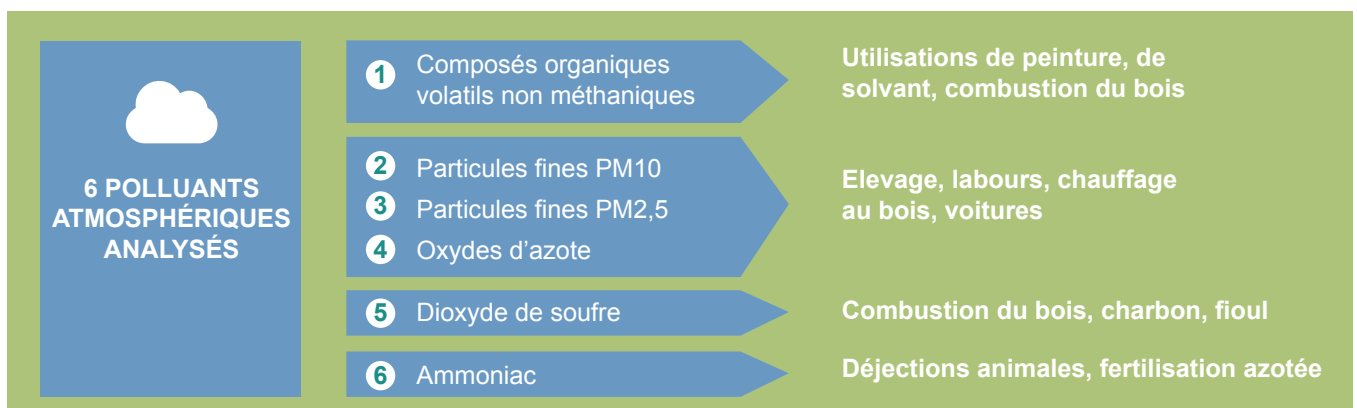 6 POLLUANTS
ATMOSPHÉRIQUES
ANALYSÉS
1 Composés organiques
volatils non méthaniques
Utilisations de peinture, de
solvant, combustion du bois
2 Particules fines PM10
3 Particules fines PM2,5
4 Oxydes d’azote
Elevage, labours, chauffage
au bois, voitures
5 Dioxyde de soufre
Combustion du bois, charbon, fioul
6 Ammoniac
Déjections animales, fertilisation azotée